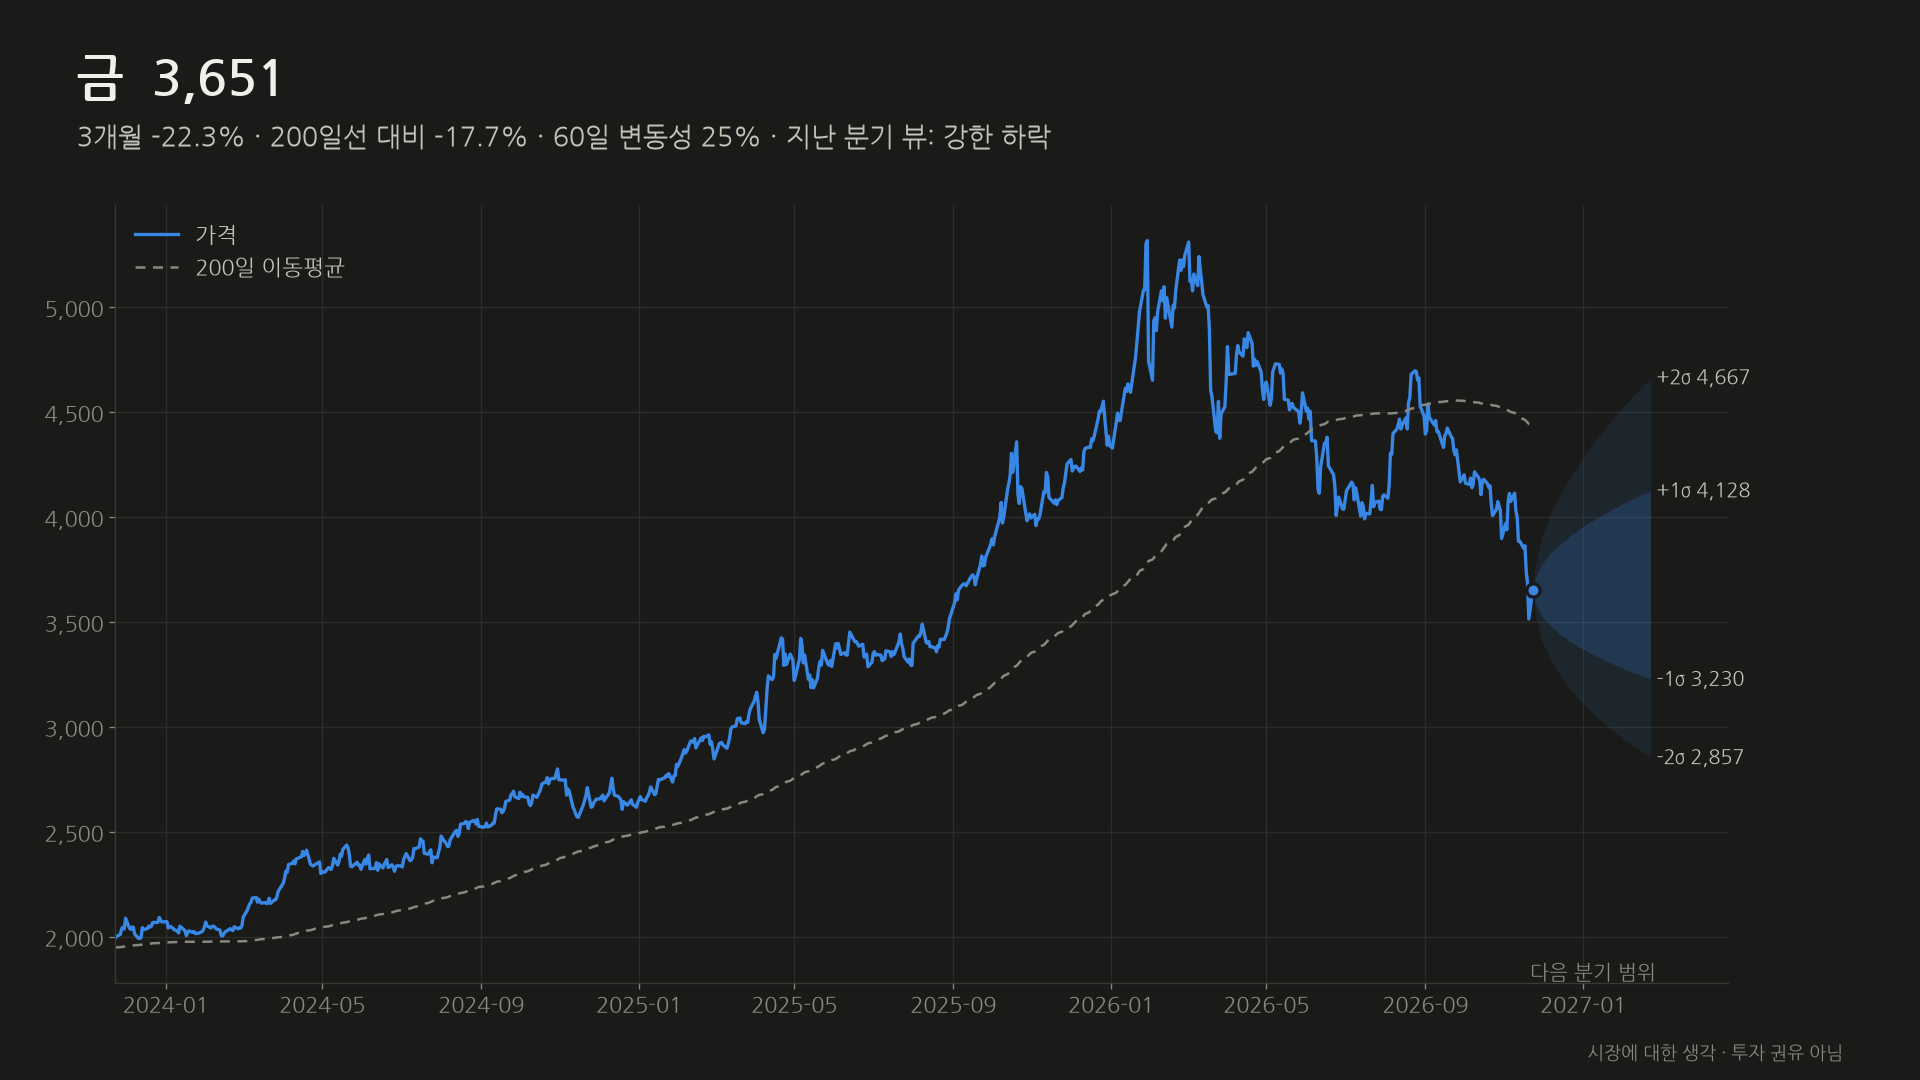 금 3,651
3개월 -22.3% · 200일선 대비 -17.7% · 60일 변동성 25% · 지난 분기 뷰: 강한 하락
가격
200일 이동평균
5,000
4,500
4,000
3,500
3,000
2,500
2,000
+2σ 4,667
+1σ 4,128
-1σ 3,230
-2σ 2,857
다음 분기 범위
2024-01
2024-05
2024-09
2025-01
2025-05
2025-09
2026-01
2026-05
2026-09
2027-01
시장에 대한 생각 · 투자 권유 아님